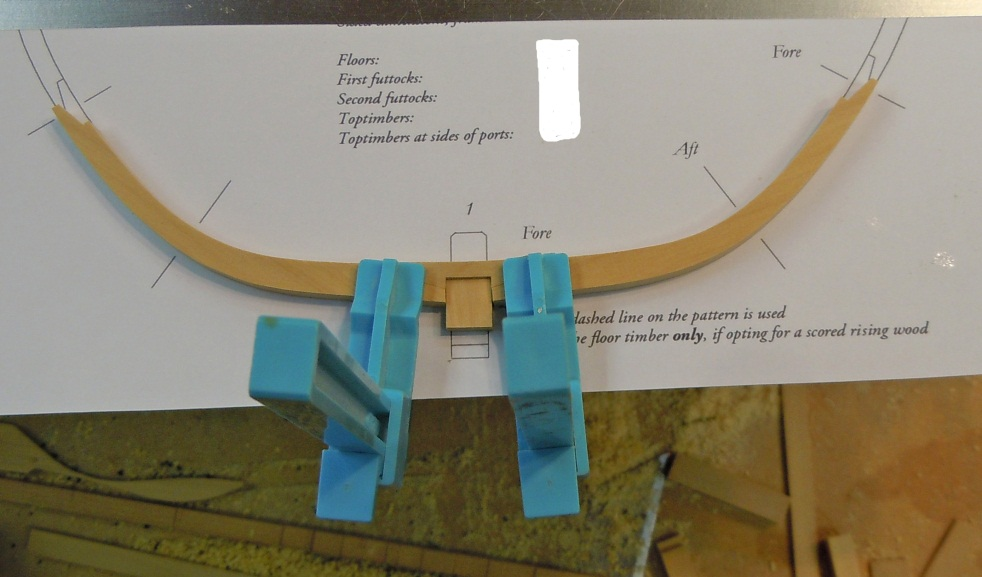 Floors:
First futtocks:
Second futtocks:
Toptimbers:
Toptimbers at sides of ports:
Fore
Aft
1
Fore
dashed line on the pattern is used
floor timber only, if opting for a scored rising wood